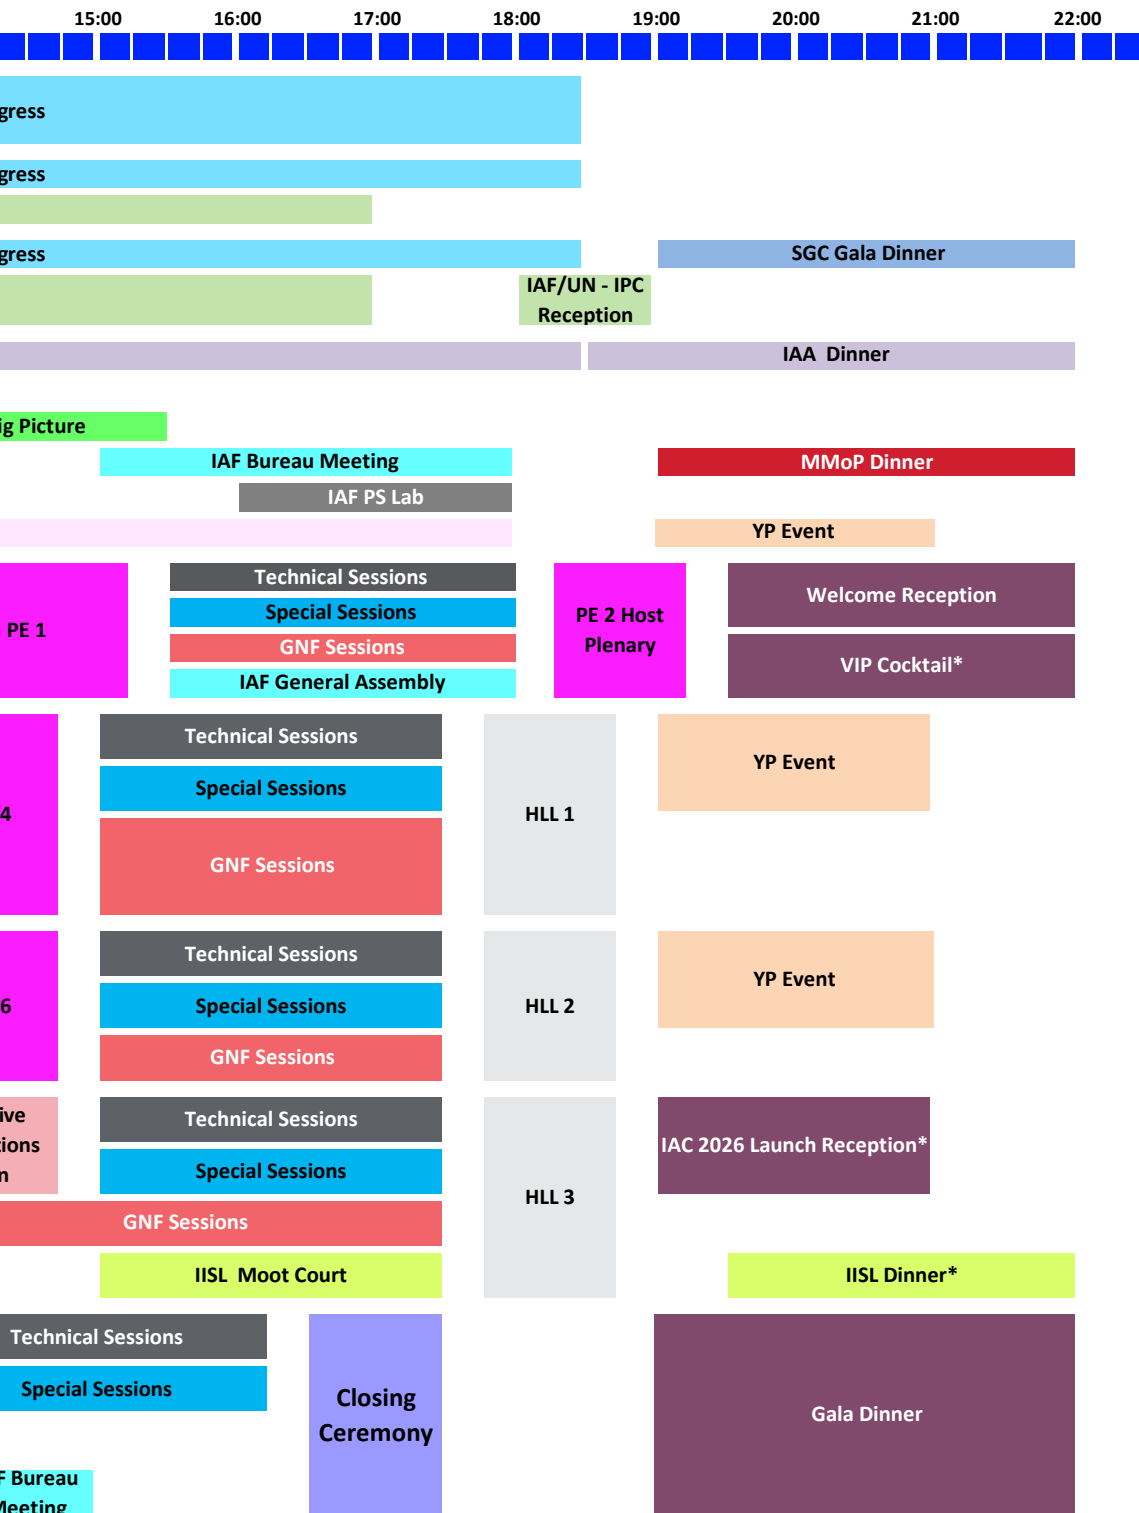 15:00 16:00 17:00 18:00 19:00 20:00 21:00 22:00
gress
gress
gress
SGC Gala Dinner
IAF/UN - IPC
Reception
IAA Dinner
ig Picture
IAF Bureau Meeting
MMoP Dinner
IAF PS Lab
YP Event
PE 1
Technical Sessions
Special Sessions
GNF Sessions
IAF General Assembly
PE 2 Host
Plenary
Welcome Reception
VIP Cocktail*
4
Technical Sessions
Special Sessions
GNF Sessions
HLL 1
YP Event
6
Technical Sessions
Special Sessions
GNF Sessions
HLL 2
YP Event
ive
tions
n
Technical Sessions
Special Sessions
GNF Sessions
IISL Moot Court
HLL 3
IAC 2026 Launch Reception*
IISL Dinner*
Technical Sessions
Special Sessions
F Bureau
Meeting
Closing
Ceremony
Gala Dinner